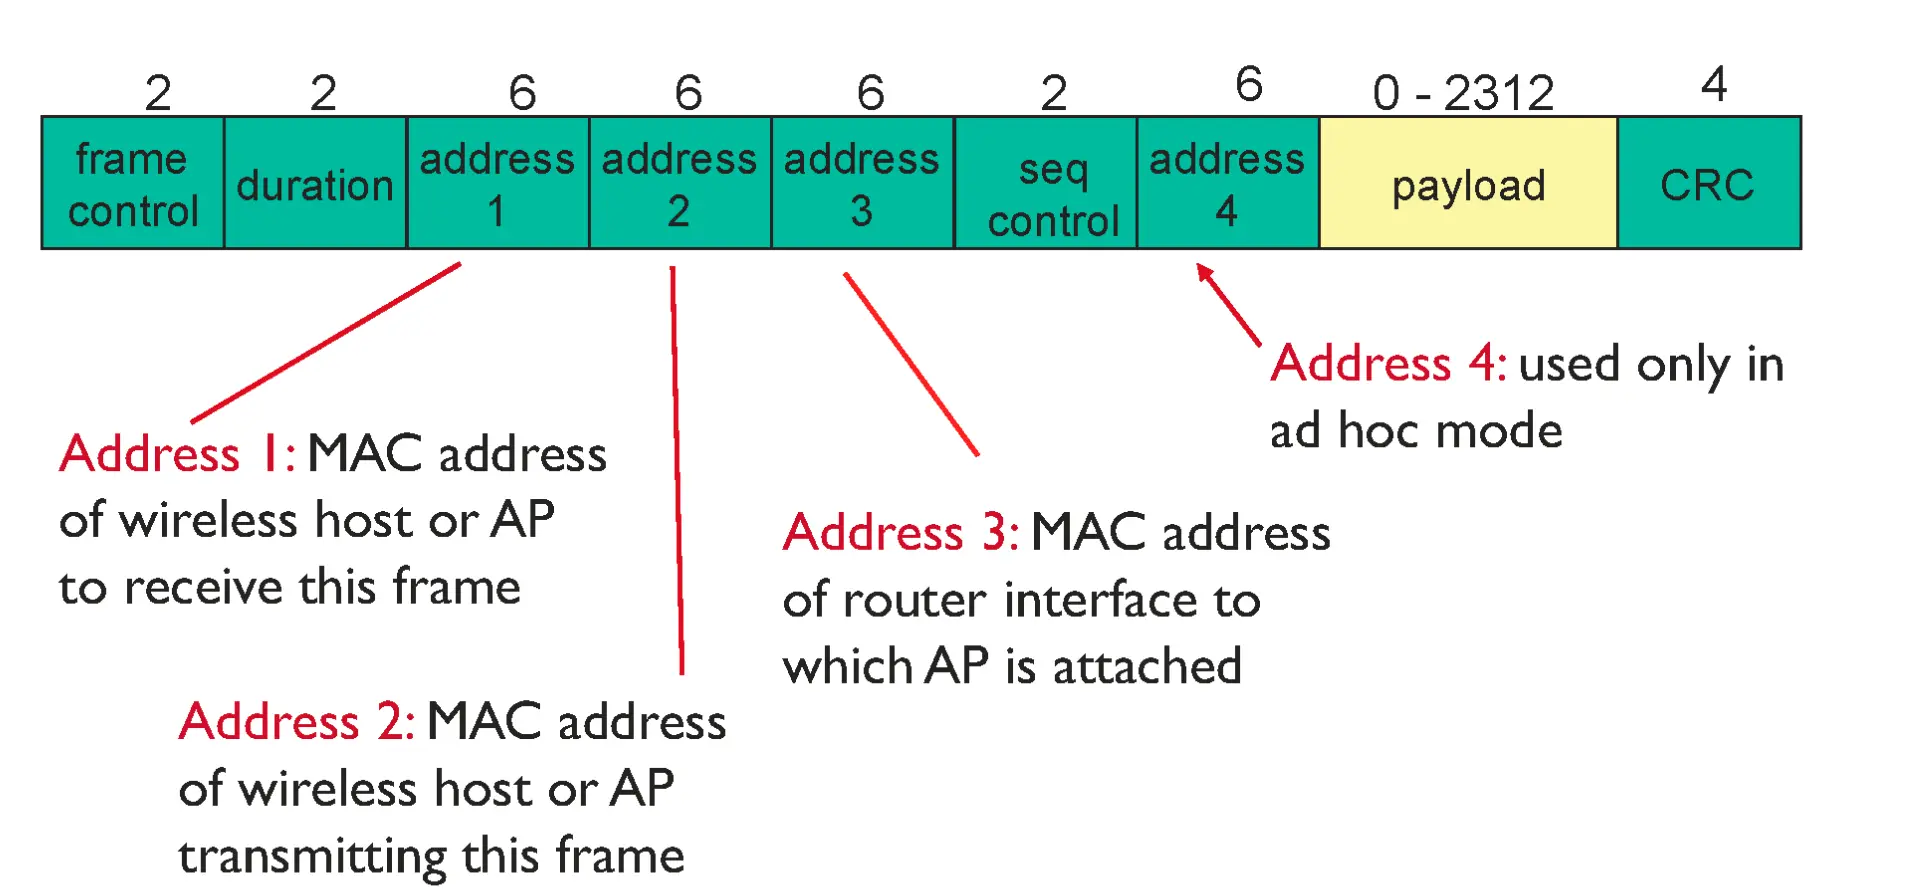 2 2 6 6 6 2 6 0 - 2312 4
frame control
duration
address 1
address 2
address 3
seq control
address 4
payload
CRC
Address 1: MAC address
of wireless host or AP
to receive this frame
Address 2: MAC address
of wireless host or AP
transmitting this frame
Address 3: MAC address
of router interface to
which AP is attached
Address 4: used only in
ad hoc mode